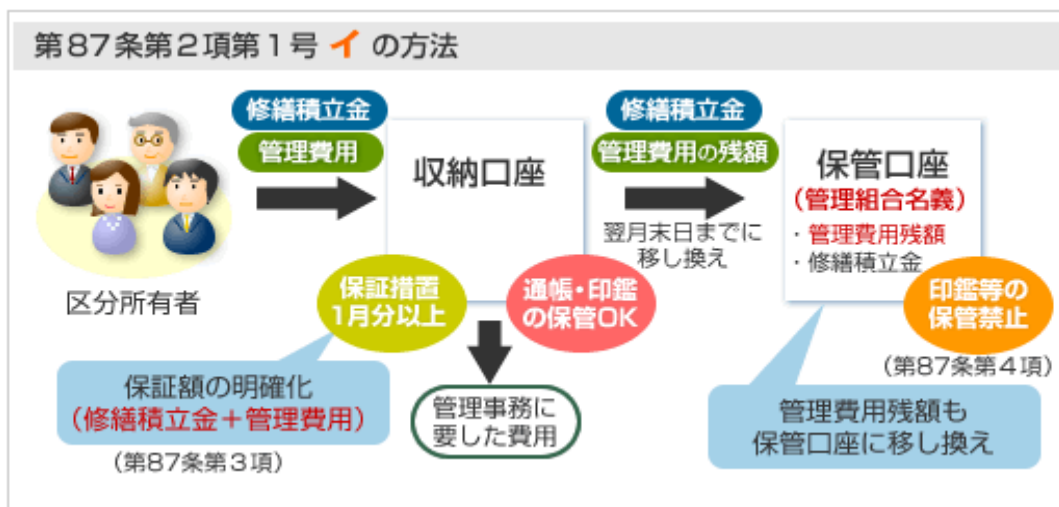 第87条第2項第1号 イ の方法
修繕積立金
管理費用
収納口座
修繕積立金
管理費用の残額
翌月末日までに
移し換え
保管口座
(管理組合名義)
・管理費用残額
・修繕積立金
区分所有者
保証措置
1月分以上
通帳・印鑑
の保管OK
印鑑等の
保管禁止
(第87条第4項)
保証額の明確化
(修繕積立金+管理費用)
(第87条第3項)
管理事務に
要した費用
管理費用残額も
保管口座に移し換え